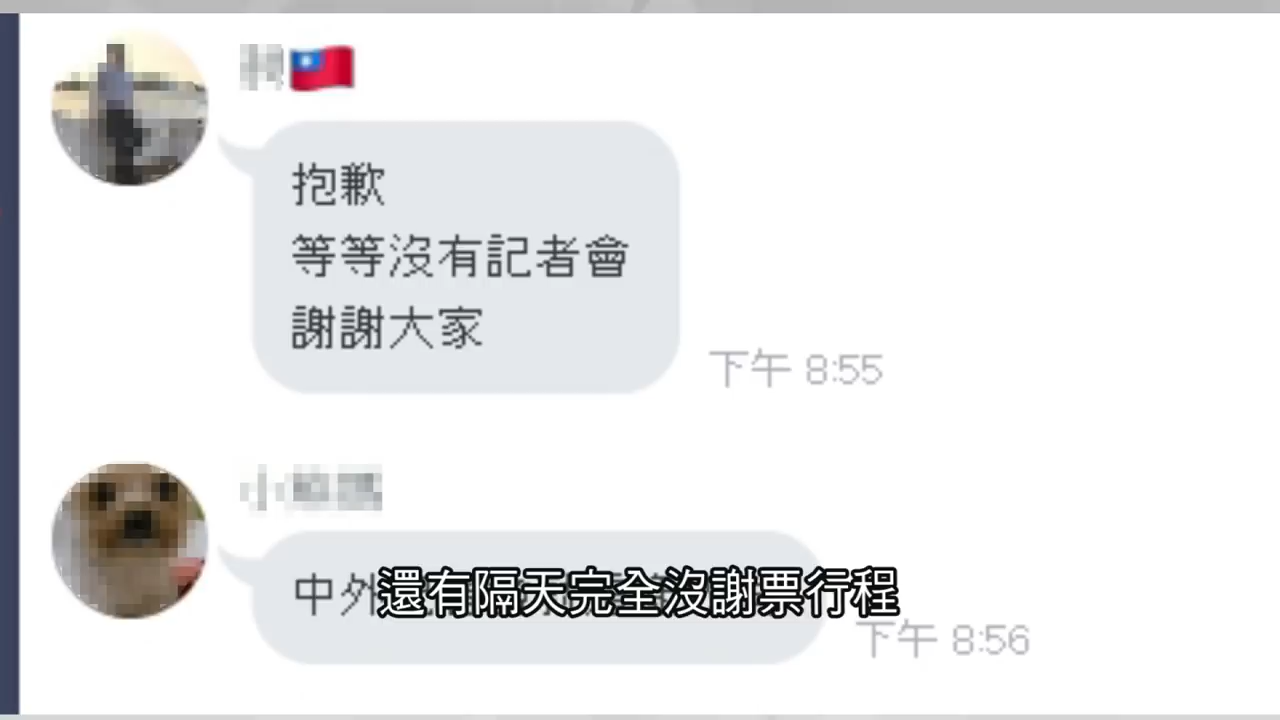 抱歉
等等沒有記者會
謝謝大家
下午 8:55
中外
還有隔天完全沒謝票行程
下午 8:56